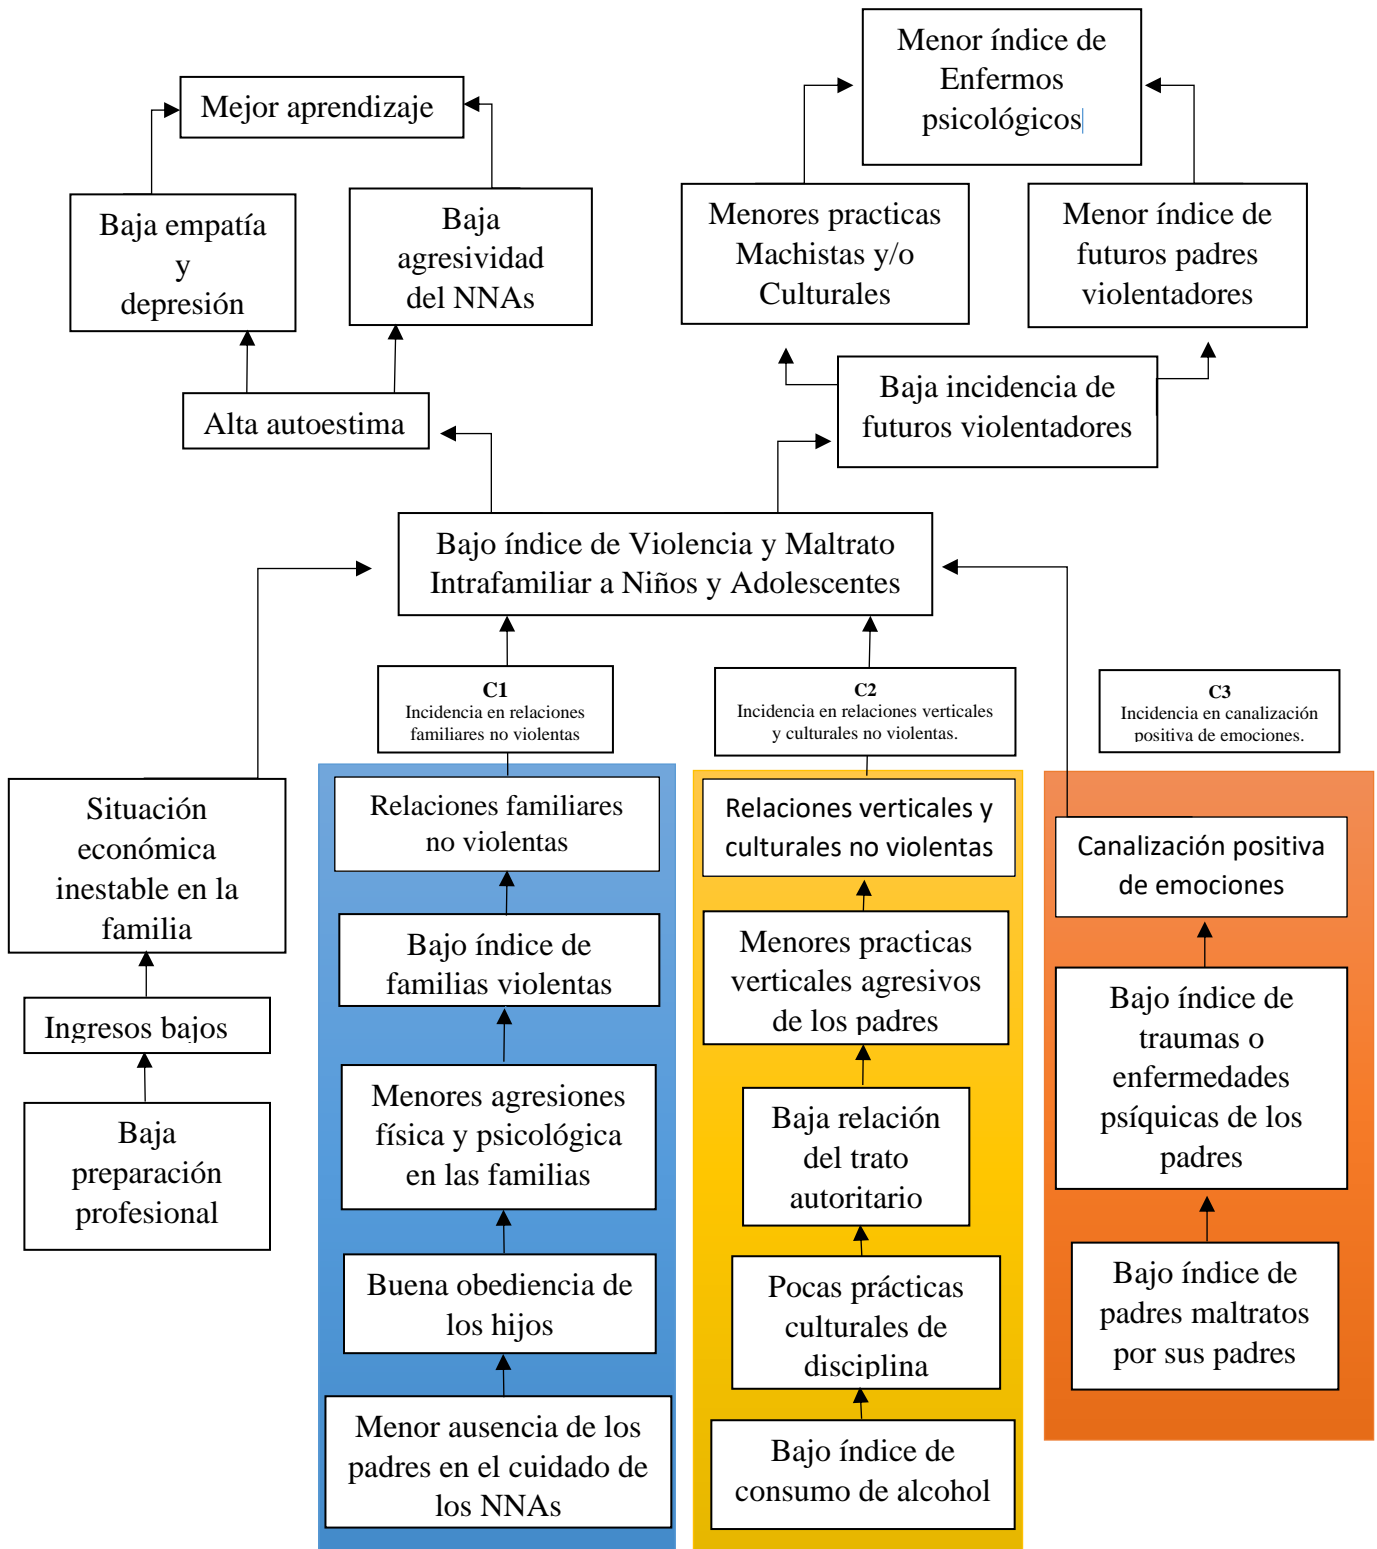 Menor índice de
Enfermos
psicológicos
Mejor aprendizaje
Baja empatía
y
depresión
Baja
agresividad
del NNAs
Menores practicas
Machistas y/o
Culturales
Menor índice de
futuros padres
violentadores
Alta autoestima
Baja incidencia de
futuros violentadores
Bajo índice de Violencia y Maltrato
Intrafamiliar a Niños y Adolescentes
C1
Incidencia en relaciones
familiares no violentas
C2
Incidencia en relaciones verticales
y culturales no violentas.
C3
Incidencia en canalización
positiva de emociones.
Situación
económica
inestable en la
familia
Ingresos bajos
Baja
preparación
profesional
Relaciones familiares
no violentas
Bajo índice de
familias violentas
Menores agresiones
física y psicológica
en las familias
Buena obediencia de
los hijos
Menor ausencia de los
padres en el cuidado de
los NNAs
Relaciones verticales y
culturales no violentas
Menores practicas
verticales agresivos
de los padres
Baja relación
del trato
autoritario
Pocas prácticas
culturales de
disciplina
Bajo índice de
consumo de alcohol
Canalización positiva
de emociones
Bajo índice de
traumas o
enfermedades
psíquicas de los
padres
Bajo índice de
padres maltratos
por sus padres